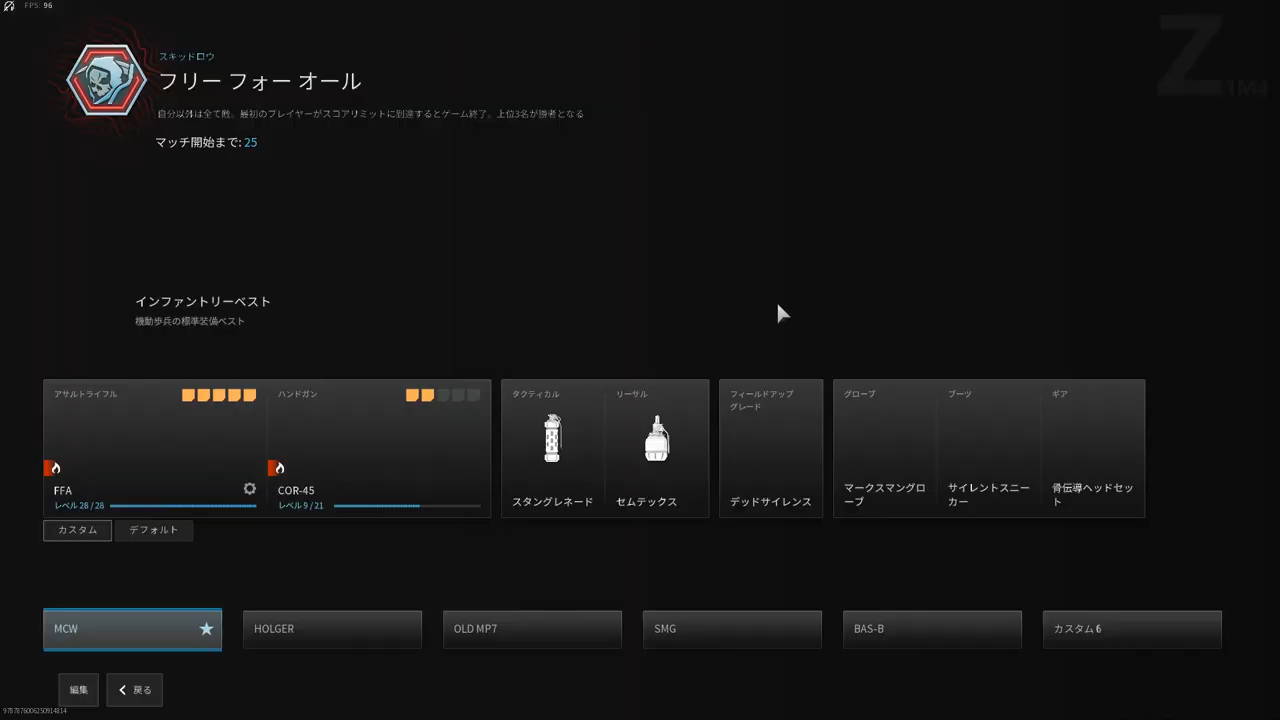 FPS: 96
スキッドロウ
フリー フォー オール
自分以外は全て敵。最初のプレイヤーがスコアリミットに到達するとゲーム終了。上位3名が勝者となる
マッチ開始まで: 25
Z1M4
インファントリーベスト
機動歩兵の標準装備ベスト
アサルトライフル
FFA
レベル 28 / 28
ハンドガン
COR-45
レベル 9 / 21
タクティカル
スタングレネード
リーサル
セムテックス
フィールドアップ
グレード
デッドサイレンス
グローブ
マークスマングロ
ーブ
ブーツ
サイレントスニー
カー
ギア
骨伝導ヘッドセッ
ト
カスタム
デフォルト
MCW
HOLGER
OLD MP7
SMG
BAS-B
カスタム 6
編集
戻る
9787876006250914814